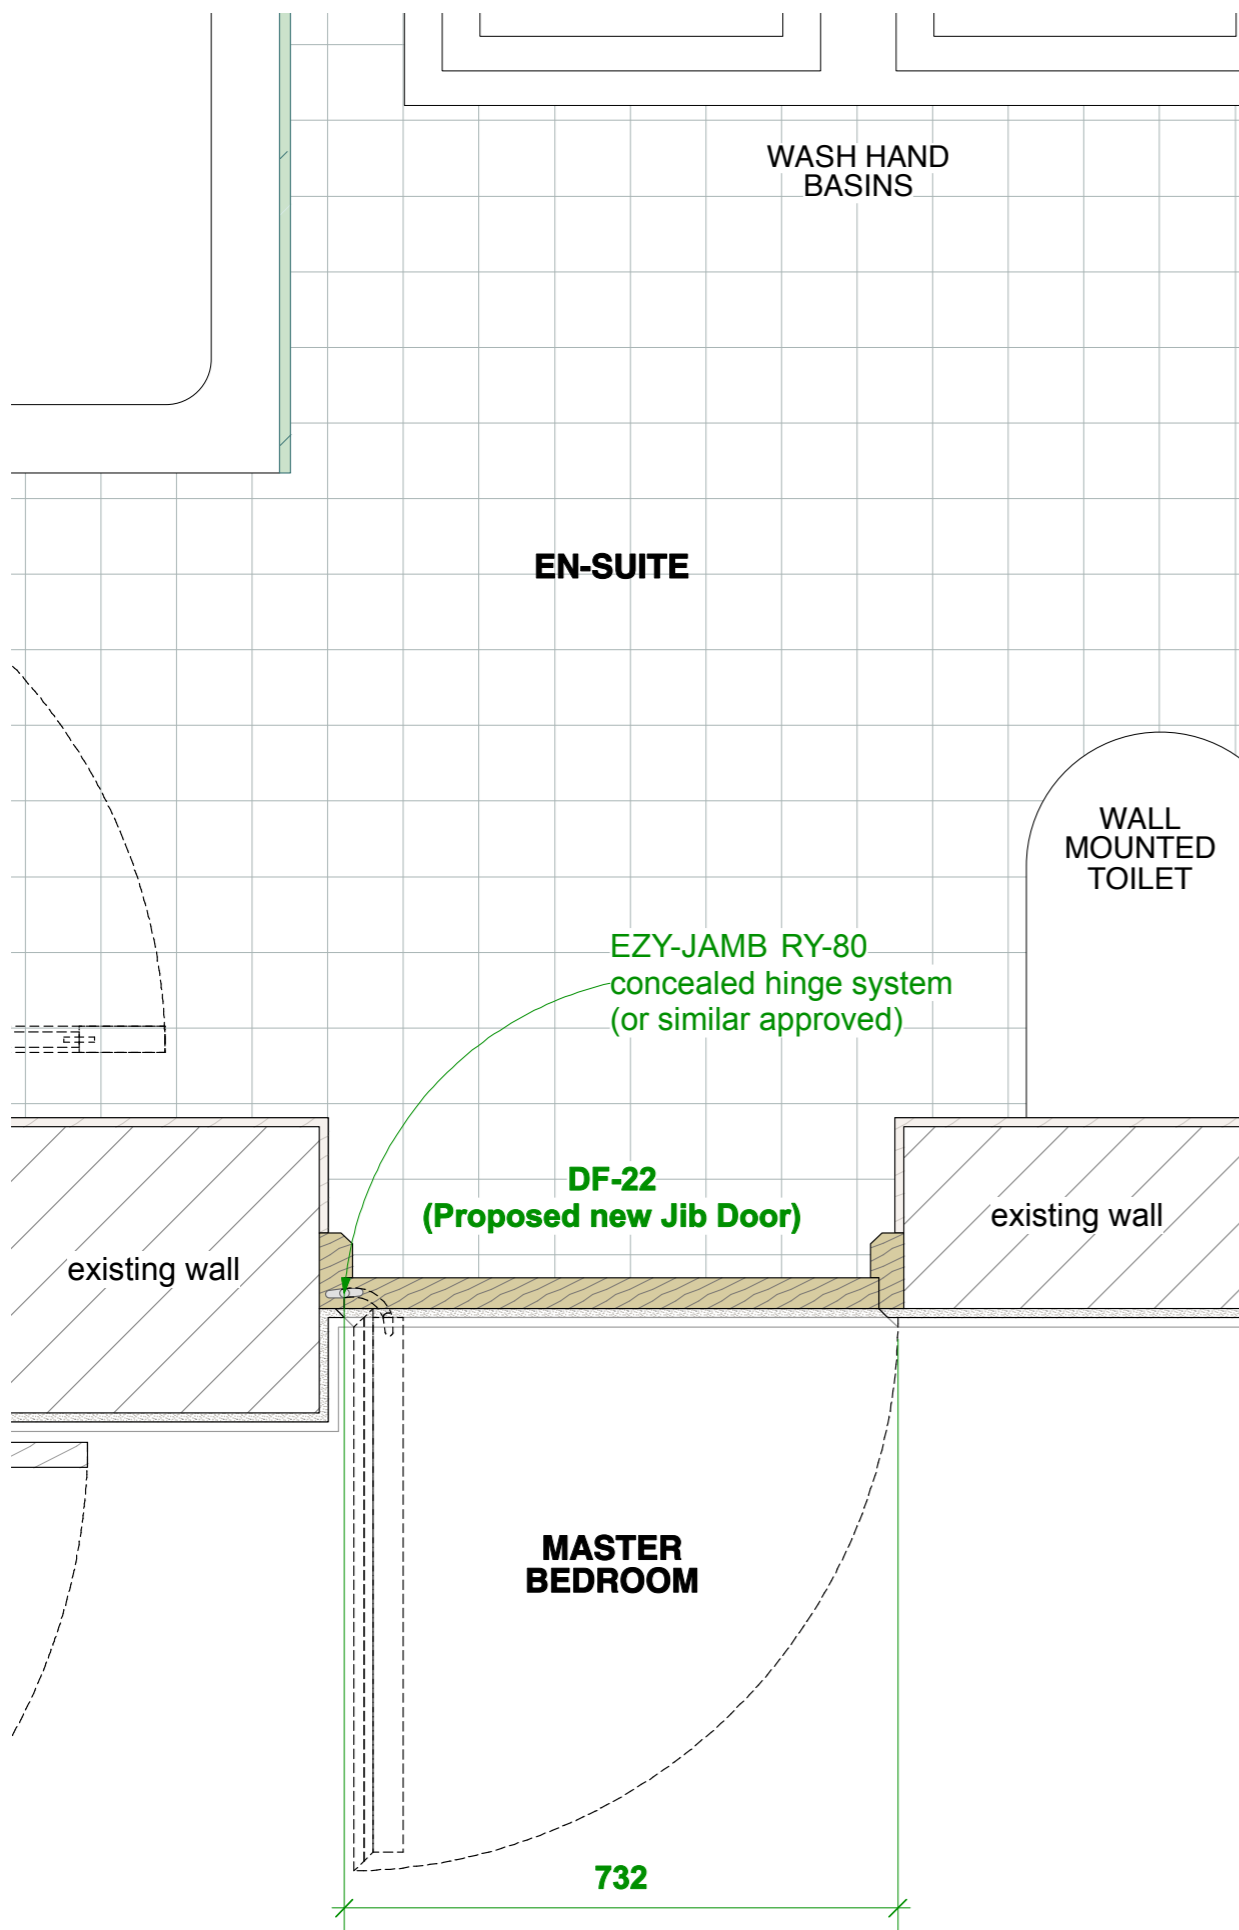 WASH HAND
BASINS
EN-SUITE
WALL
MOUNTED
TOILET
EZY-JAMB RY-80
concealed hinge system
(or similar approved)
DF-22
(Proposed new Jib Door)
existing wall
existing wall
MASTER
BEDROOM
732